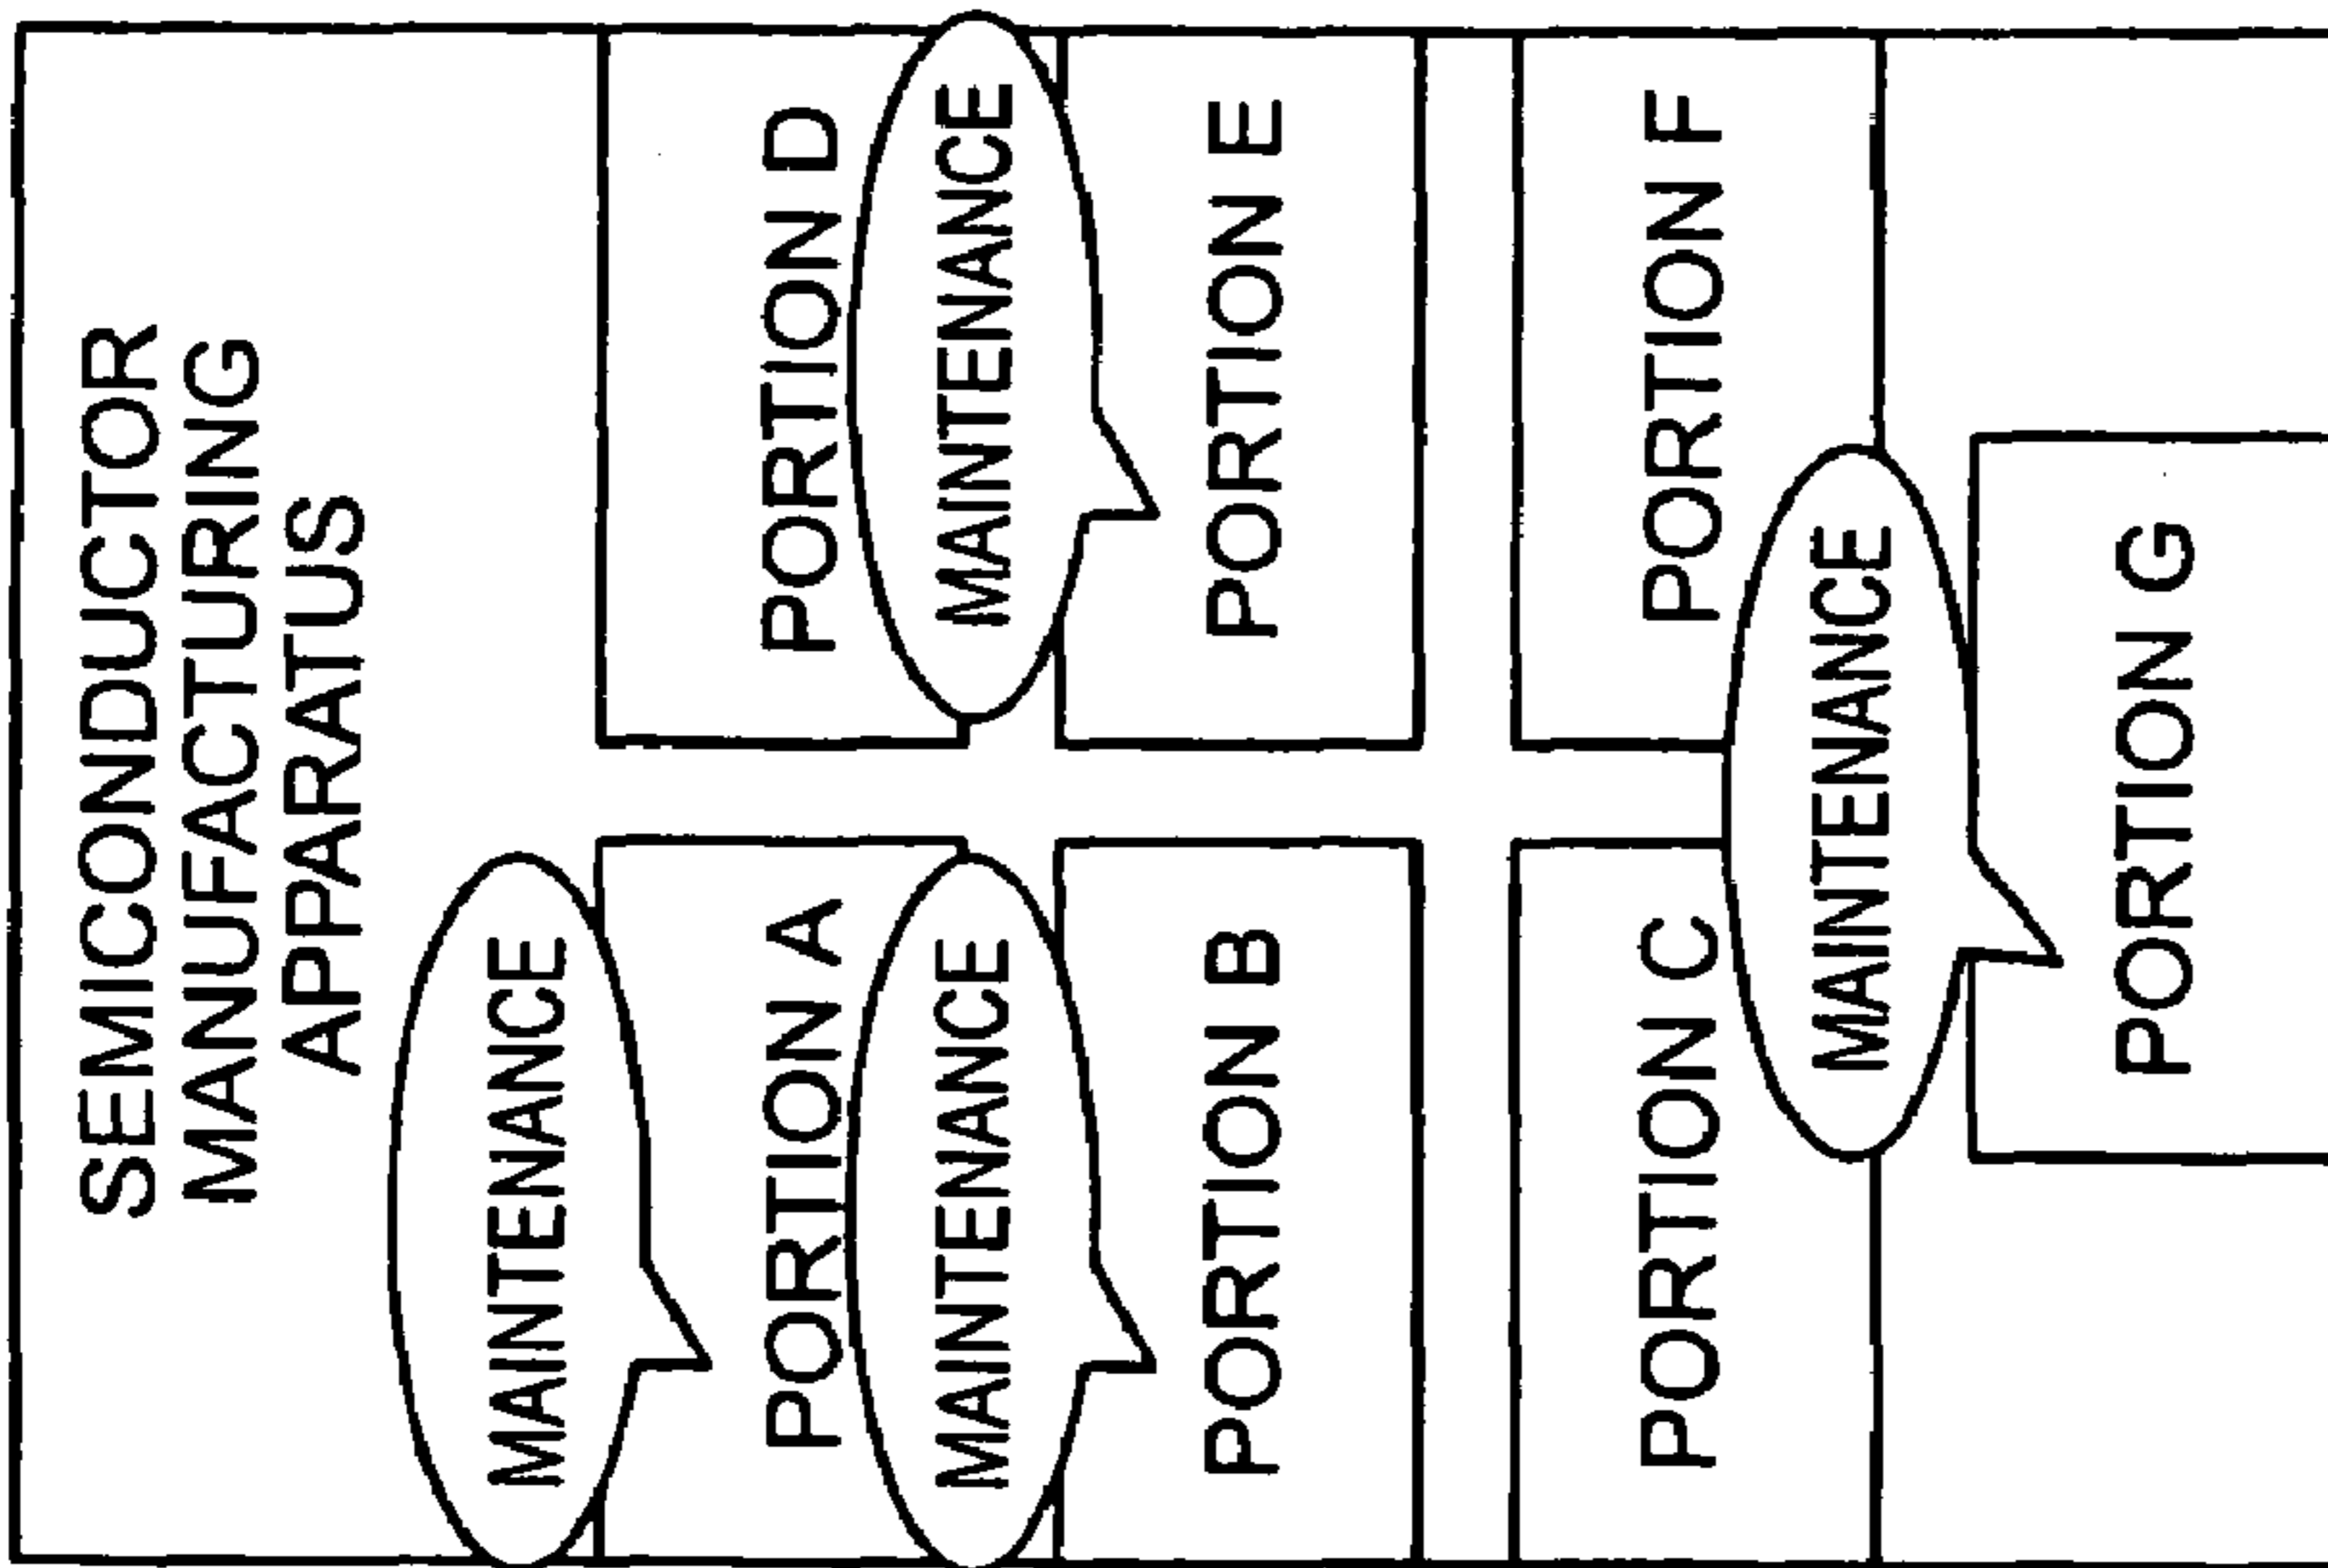 SEMICONDUCTOR
MANUFACTURING
APPARATUS
MAINTENANCE
PORTION A
PORTION D
MAINTENANCE
MAINTENANCE
PORTION B
PORTION E
PORTION C
PORTION F
MAINTENANCE
PORTION G